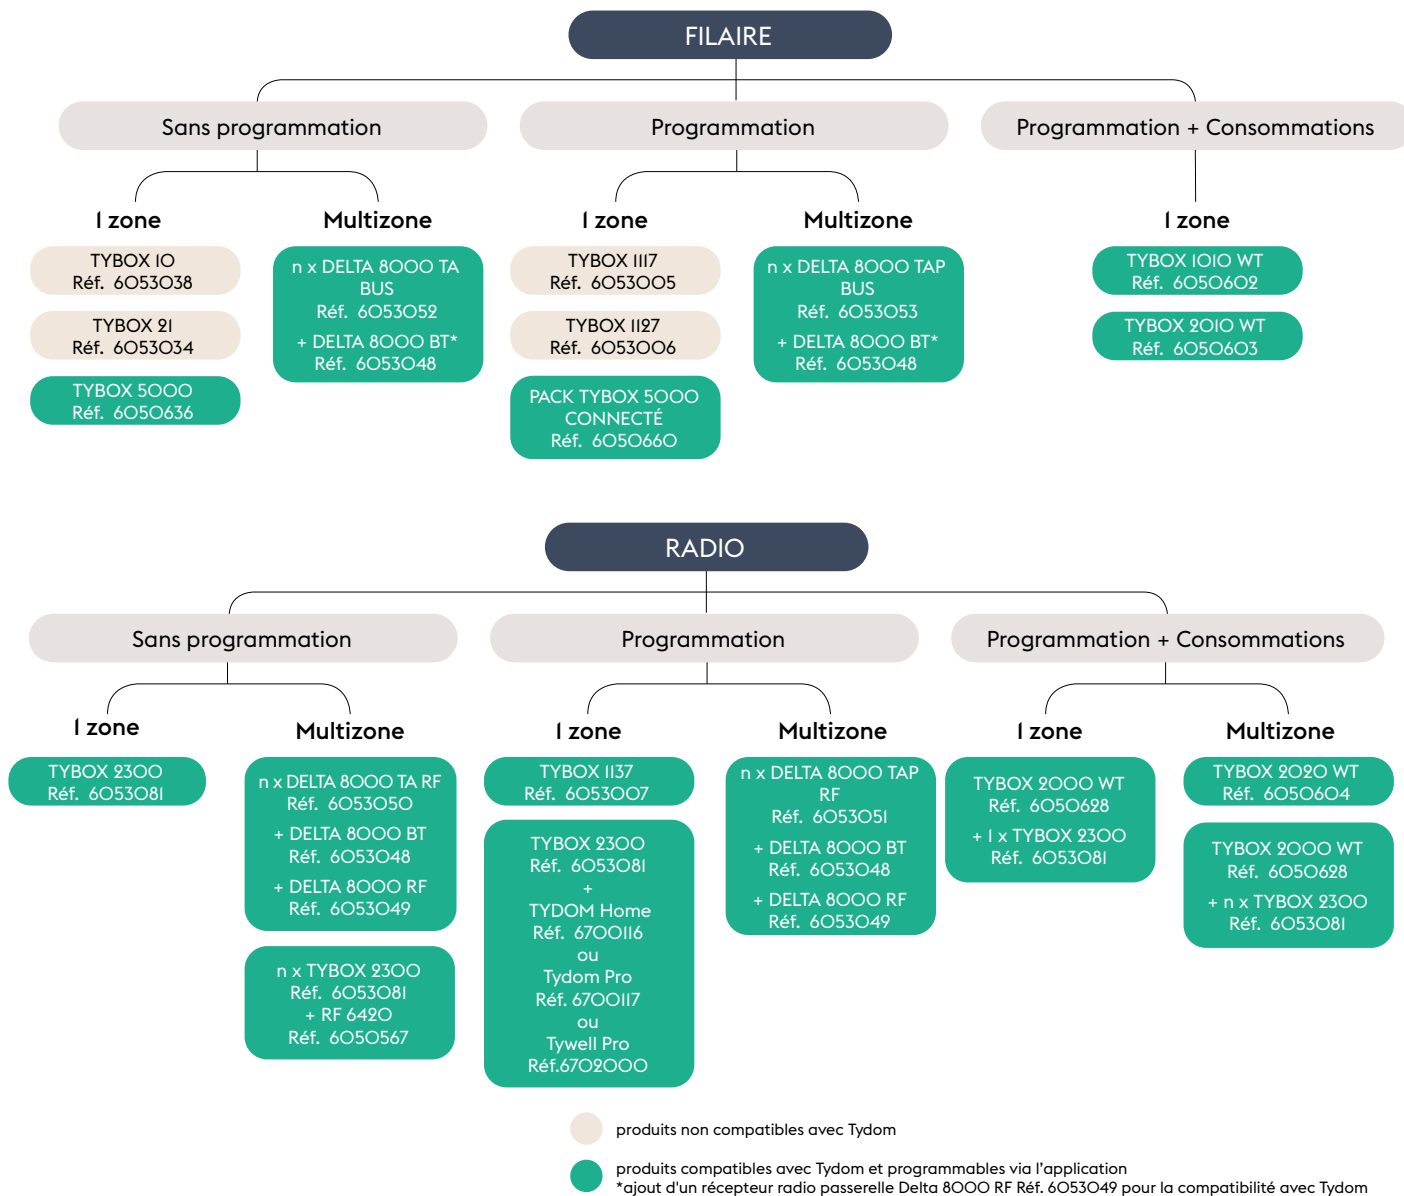 FILAIRE
Sans programmation
Programmation
Programmation + Consommations
1 zone
TYBOX 10
Réf. 6053038
TYBOX 21
Réf. 6053034
TYBOX 5000
Réf. 6050636
Multizone
n x DELTA 8000 TA
BUS
Réf. 6053052
+ DELTA 8000 BT*
Réf. 6053048
1 zone
TYBOX 1117
Réf. 6053005
TYBOX 1127
Réf. 6053006
PACK TYBOX 5000
CONNECTÉ
Réf. 6050660
Multizone
n x DELTA 8000 TAP
BUS
Réf. 6053053
+ DELTA 8000 BT*
Réf. 6053048
1 zone
TYBOX 1010 WT
Réf. 6050602
TYBOX 2010 WT
Réf. 6050603
RADIO
Sans programmation
Programmation
Programmation + Consommations
1 zone
TYBOX 2300
Réf. 6053081
Multizone
n x DELTA 8000 TA RF
Réf. 6053050
+ DELTA 8000 BT
Réf. 6053048
+ DELTA 8000 RF
Réf. 6053049
n x TYBOX 2300
Réf. 6053081
+ RF 6420
Réf. 6050567
1 zone
TYBOX 1137
Réf. 6053007
TYBOX 2300
Réf. 6053081
+
TYDOM Home
Réf. 6700116
ou
Tydom Pro
Réf. 6700117
ou
Tywell Pro
Réf.6702000
Multizone
n x DELTA 8000 TAP
RF
Réf. 6053051
+ DELTA 8000 BT
Réf. 6053048
+ DELTA 8000 RF
Réf. 6053049
1 zone
TYBOX 2000 WT
Réf. 6050628
+ 1 x TYBOX 2300
Réf. 6053081
Multizone
TYBOX 2020 WT
Réf. 6050604
TYBOX 2000 WT
Réf. 6050628
+ n x TYBOX 2300
Réf. 6053081
produits non compatibles avec Tydom
produits compatibles avec Tydom et programmables via l'application
*ajout d'un récepteur radio passerelle Delta 8000 RF Réf. 6053049 pour la compatibilité avec Tydom